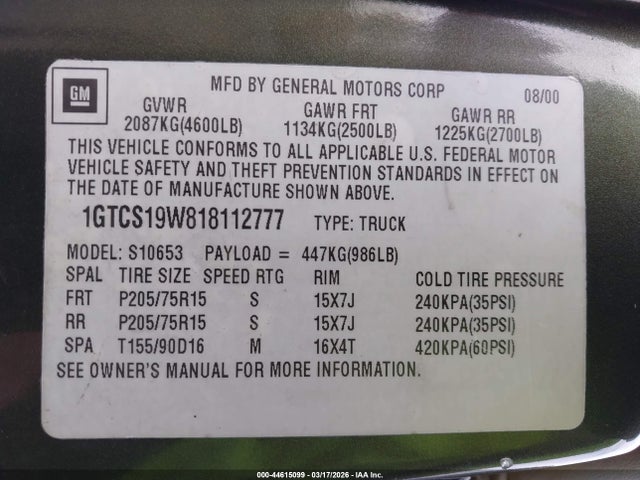 GM
MFD BY GENERAL MOTORS CORP 08/00
GVWR GAWR FRT GAWR RR
2087KG(4600LB) 1134KG(2500LB) 1225KG(2700LB)
THIS VEHICLE CONFORMS TO ALL APPLICABLE U.S. FEDERAL MOTOR
VEHICLE SAFETY AND THEFT PREVENTION STANDARDS IN EFFECT ON
THE DATE OF MANUFACTURE SHOWN ABOVE.
1GTCS19W818112777 TYPE: TRUCK
MODEL: S10653 PAYLOAD = 447KG(986LB)
SPAL TIRE SIZE SPEED RTG RIM COLD TIRE PRESSURE
FRT P205/75R15 S 15X7J 240KPA(35PSI)
RR P205/75R15 S 15X7J 240KPA(35PSI)
SPA T155/90D16 M 16X4T 420KPA(60PSI)
SEE OWNER'S MANUAL FOR MORE INFORMATION.
000-44615099 - 03/17/2026 - IAA Inc.